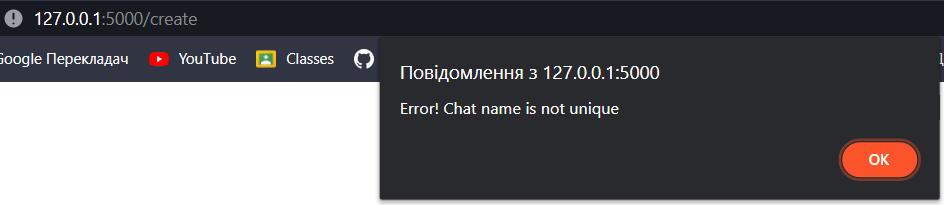 127.0.0.1:5000/create
Google Перекладач YouTube Classes
Повідомлення з 127.0.0.1:5000
Error! Chat name is not unique
OK